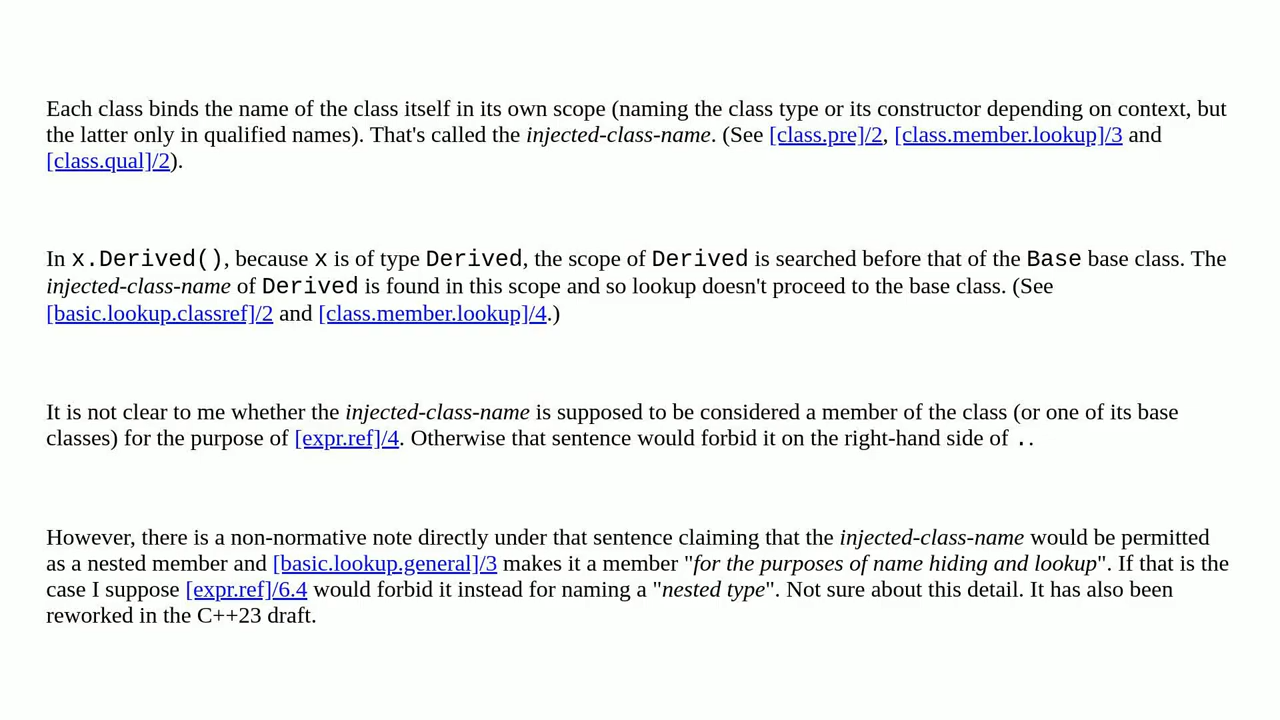 Each class binds the name of the class itself in its own scope (naming the class type or its constructor depending on context, but
the latter only in qualified names). That's called the injected-class-name. (See [class.pre]/2, [class.member.lookup]/3 and
[class.qual]/2).
In x.Derived(), because x is of type Derived, the scope of Derived is searched before that of the Base base class. The
injected-class-name of Derived is found in this scope and so lookup doesn't proceed to the base class. (See
[basic.lookup.classref]/2 and [class.member.lookup]/4.)
It is not clear to me whether the injected-class-name is supposed to be considered a member of the class (or one of its base
classes) for the purpose of [expr.ref]/4. Otherwise that sentence would forbid it on the right-hand side of ..
However, there is a non-normative note directly under that sentence claiming that the injected-class-name would be permitted
as a nested member and [basic.lookup.general]/3 makes it a member "for the purposes of name hiding and lookup". If that is the
case I suppose [expr.ref]/6.4 would forbid it instead for naming a "nested type". Not sure about this detail. It has also been
reworked in the C++23 draft.